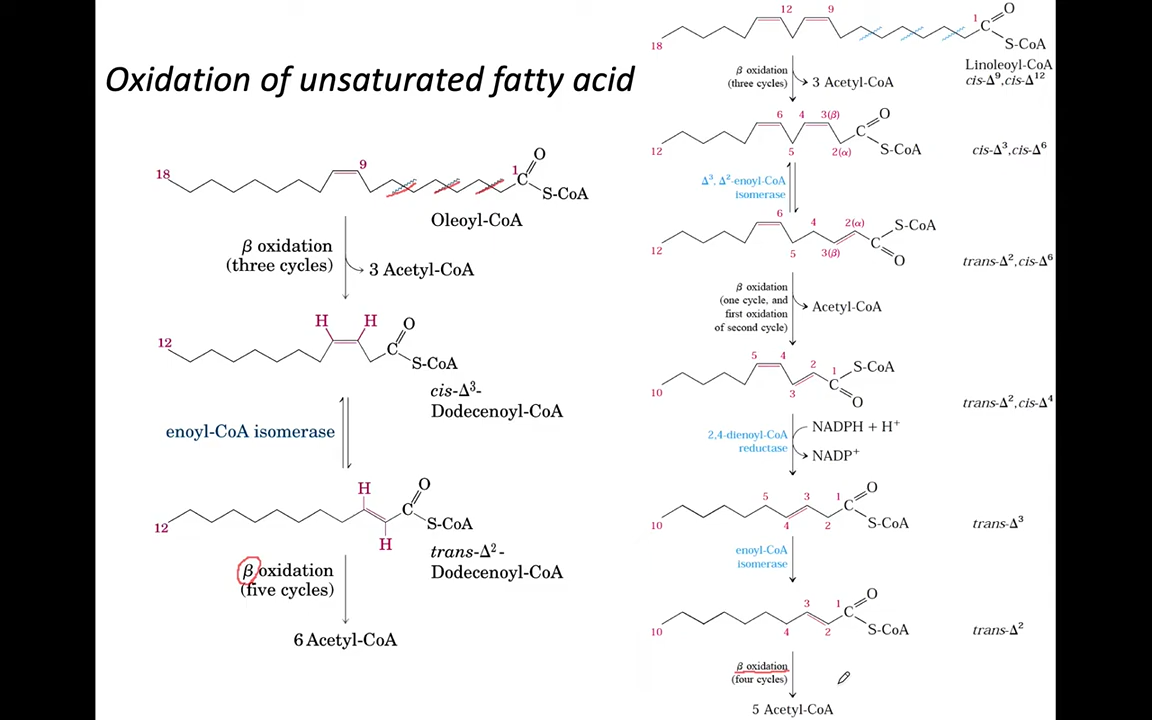 Oxidation of unsaturated fatty acid
18
9
1
O
C
S-CoA
Oleoyl-CoA
β oxidation
(three cycles)
3 Acetyl-CoA
H H
O
12
C
S-CoA
cis-Δ³-
Dodecenoyl-CoA
enoyl-CoA isomerase
H
O
C
12
S-CoA
H
trans-Δ²-
Dodecenoyl-CoA
β oxidation
(five cycles)
6 Acetyl-CoA
12 9
O
1
C
18
S-CoA
Linoleoyl-CoA
cis-Δ⁹,cis-Δ¹²
β oxidation
(three cycles)
3 Acetyl-CoA
6 4 3(β)
O
C
12
5 2(α)
S-CoA
cis-Δ³,cis-Δ⁶
Δ³, Δ²-enoyl-CoA
isomerase
6 4 2(α)
S-CoA
C
12
5 3(β)
O
trans-Δ²,cis-Δ⁶
β oxidation
(one cycle, and
first oxidation
of second cycle)
Acetyl-CoA
5 4 2 1
S-CoA
C
10
3
O
trans-Δ²,cis-Δ⁴
2,4-dienoyl-CoA
reductase
NADPH + H⁺
NADP⁺
5 3 1
O
C
10
4 2
S-CoA
trans-Δ³
enoyl-CoA
isomerase
3 1
O
C
10
4 2
S-CoA
trans-Δ²
β oxidation
(four cycles)
5 Acetyl-CoA